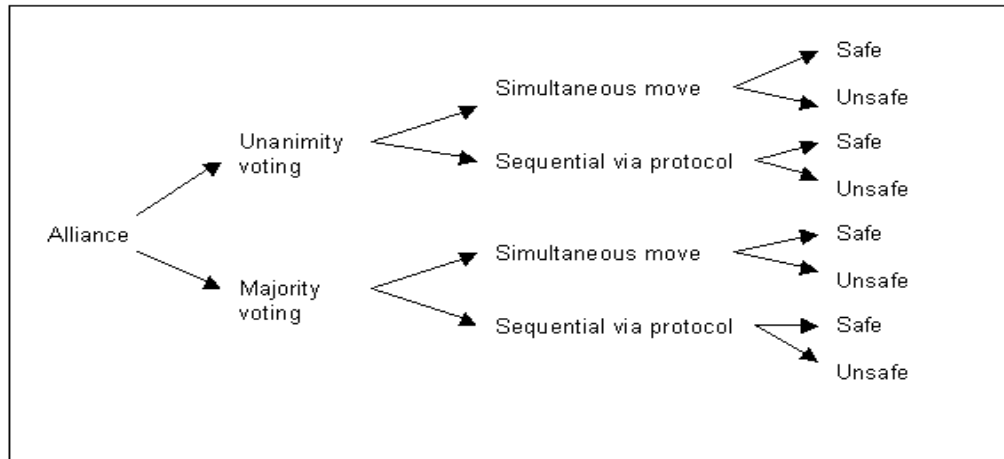 Safe
Simultaneous move
Unsafe
Unanimity
voting
Safe
Sequential via protocol
Unsafe
Alliance
Safe
Simultaneous move
Unsafe
Majority
voting
Safe
Sequential via protocol
Unsafe